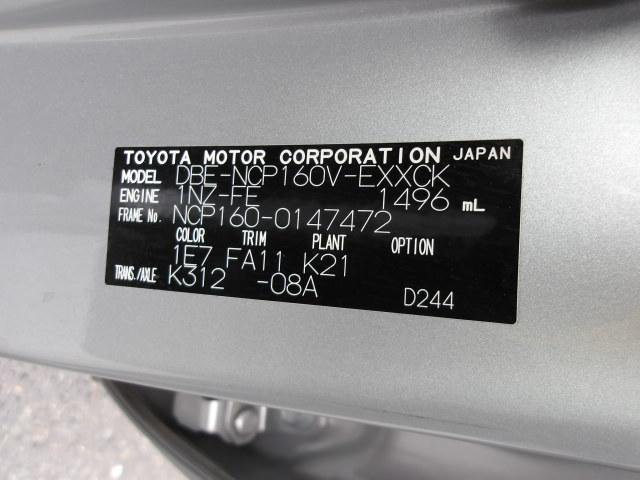 TOYOTA MOTOR CORPORATION JAPAN
MODEL DBE-NCP160V-EXXCK
ENGINE 1NZ-FE 1496 mL
FRAME No. NCP160-0147472
COLOR TRIM PLANT OPTION
1E7 FA11 K21
TRANS./AXLE K312 -08A
D244